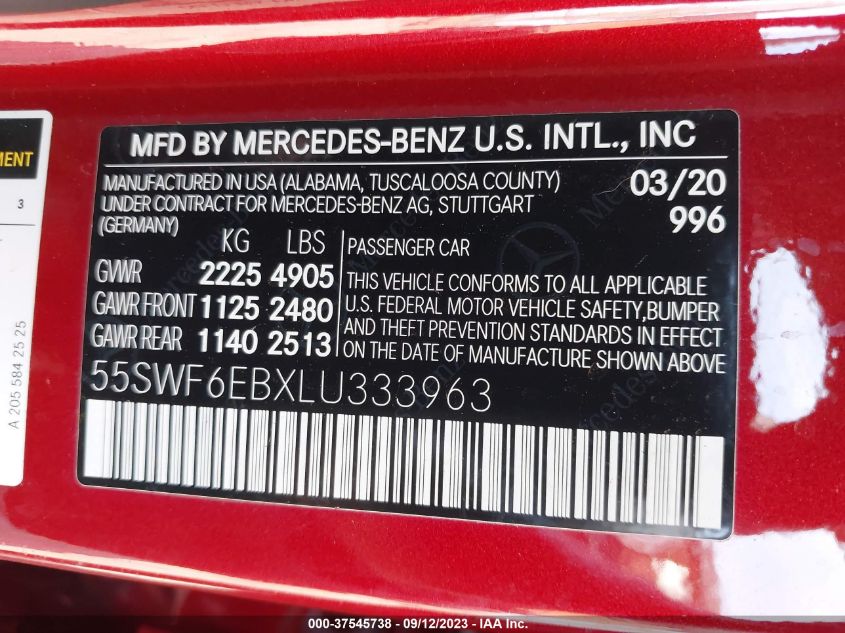 MENT
3
A 205 584 25 25
MFD BY MERCEDES-BENZ U.S. INTL., INC
MANUFACTURED IN USA (ALABAMA, TUSCALOOSA COUNTY)
UNDER CONTRACT FOR MERCEDES-BENZ AG, STUTTGART
(GERMANY)
03/20
996
KG LBS
GVWR 2225 4905
GAWR FRONT 1125 2480
GAWR REAR 1140 2513
PASSENGER CAR
THIS VEHICLE CONFORMS TO ALL APPLICABLE
U.S. FEDERAL MOTOR VEHICLE SAFETY,BUMPER
AND THEFT PREVENTION STANDARDS IN EFFECT
ON THE DATE OF MANUFACTURE SHOWN ABOVE
55SWF6EBXLU333963
000-37545738 - 09/12/2023 - IAA Inc.